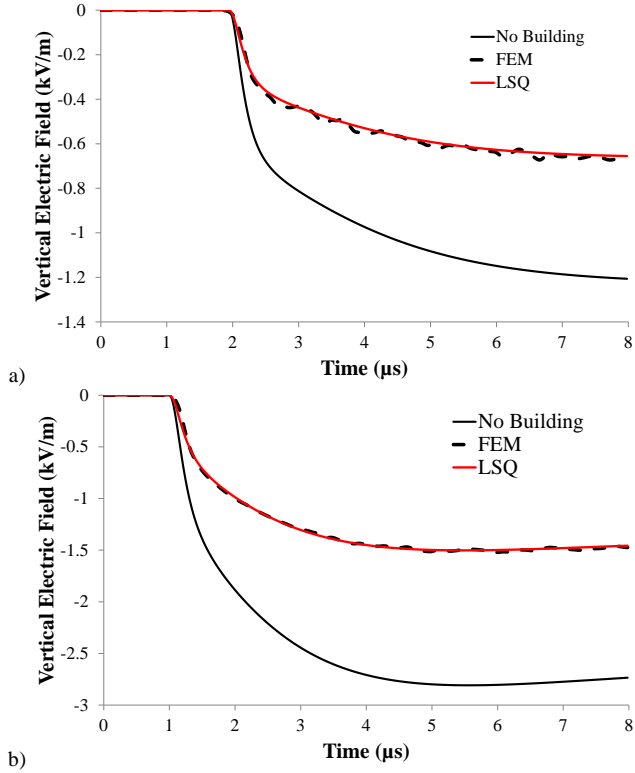 0
-0.2
-0.4
-0.6
-0.8
-1
-1.2
-1.4
Vertical Electric Field (kV/m)
No Building
FEM
LSQ
0 1 2 3 4 5 6 7 8
Time (µs)
a)
0
-0.5
-1
-1.5
-2
-2.5
-3
Vertical Electric Field (kV/m)
No Building
FEM
LSQ
0 1 2 3 4 5 6 7 8
Time (µs)
b)